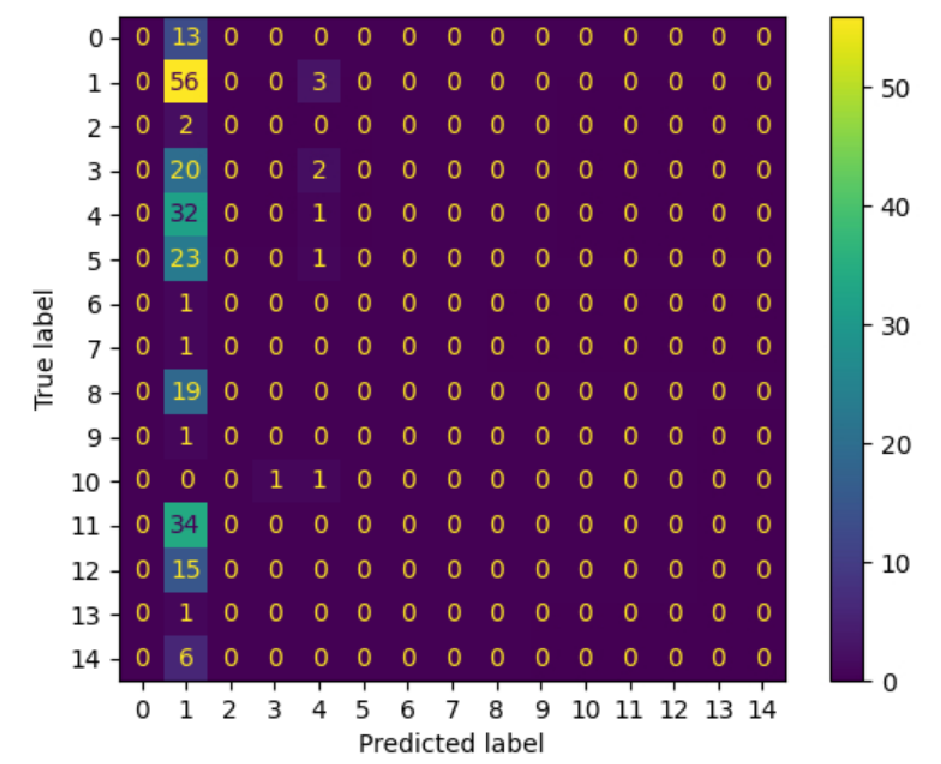 0 0 13 0 0 0 0 0 0 0 0 0 0 0 0 0
1 0 56 0 0 3 0 0 0 0 0 0 0 0 0 0
2 0 2 0 0 0 0 0 0 0 0 0 0 0 0 0
3 0 20 0 0 2 0 0 0 0 0 0 0 0 0 0
4 0 32 0 0 1 0 0 0 0 0 0 0 0 0 0
5 0 23 0 0 1 0 0 0 0 0 0 0 0 0 0
6 0 1 0 0 0 0 0 0 0 0 0 0 0 0 0
7 0 1 0 0 0 0 0 0 0 0 0 0 0 0 0
8 0 19 0 0 0 0 0 0 0 0 0 0 0 0 0
9 0 1 0 0 0 0 0 0 0 0 0 0 0 0 0
10 0 0 0 1 1 0 0 0 0 0 0 0 0 0 0
11 0 34 0 0 0 0 0 0 0 0 0 0 0 0 0
12 0 15 0 0 0 0 0 0 0 0 0 0 0 0 0
13 0 1 0 0 0 0 0 0 0 0 0 0 0 0 0
14 0 6 0 0 0 0 0 0 0 0 0 0 0 0 0
0 1 2 3 4 5 6 7 8 9 10 11 12 13 14
Predicted label
True label
50
40
30
20
10
0